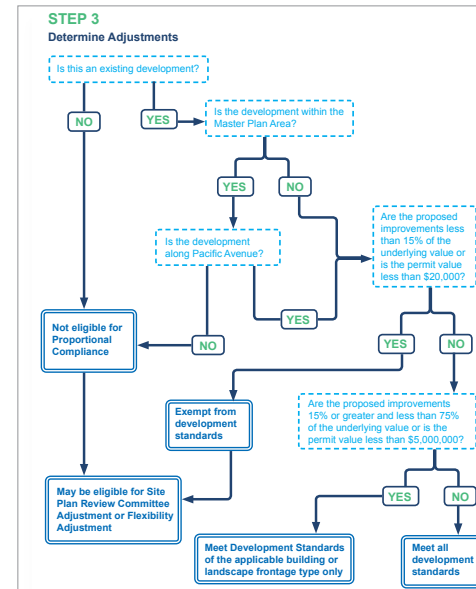 STEP 3
Determine Adjustments
Is this an existing development?
NO
YES
Is the development within the
Master Plan Area?
YES
NO
Is the development
along Pacific Avenue?
Are the proposed
improvements less
than 15% of the
underlying value or
is the permit value
less than $20,000?
YES
NO
Not eligible for
Proportional
Compliance
YES
NO
Exempt from
development
standards
Are the proposed improvements
15% or greater and less than 75%
of the underlying value or is the
permit value less than $5,000,000?
May be eligible for Site
Plan Review Committee
Adjustment or Flexibility
Adjustment
YES
NO
Meet Development Standards
of the applicable building or
landscape frontage type only
Meet all
development
standards